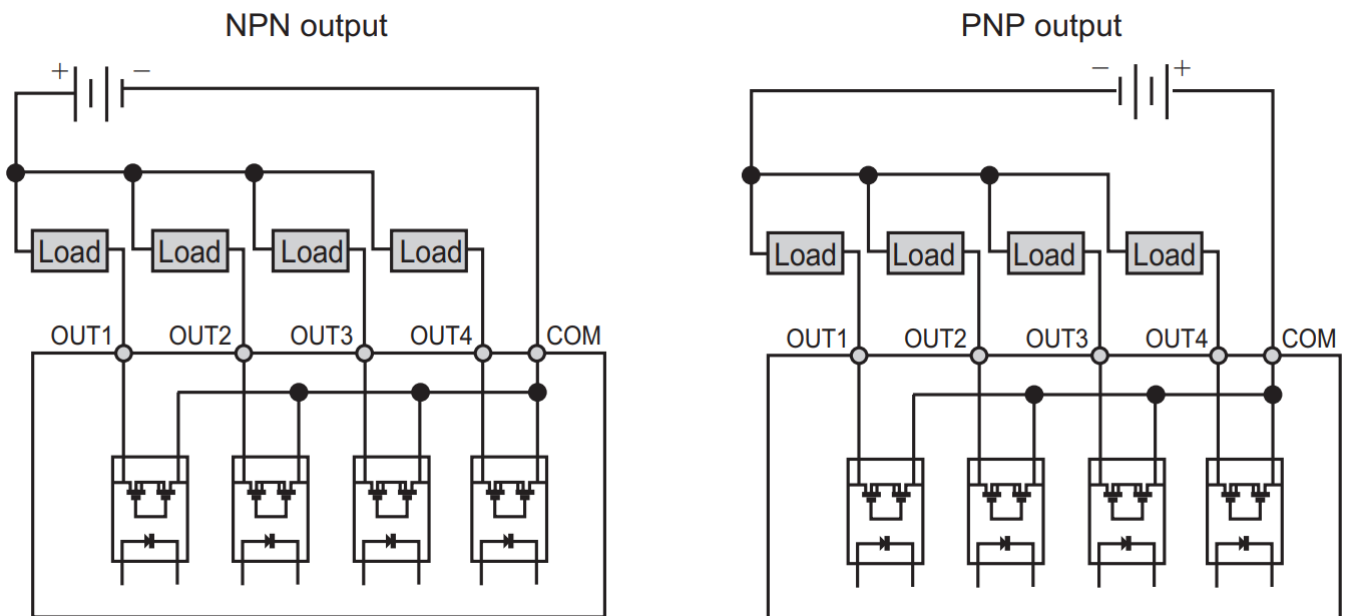 NPN output
PNP output
+ −
− +
Load Load Load Load
Load Load Load Load
OUT1 OUT2 OUT3 OUT4 COM
OUT1 OUT2 OUT3 OUT4 COM